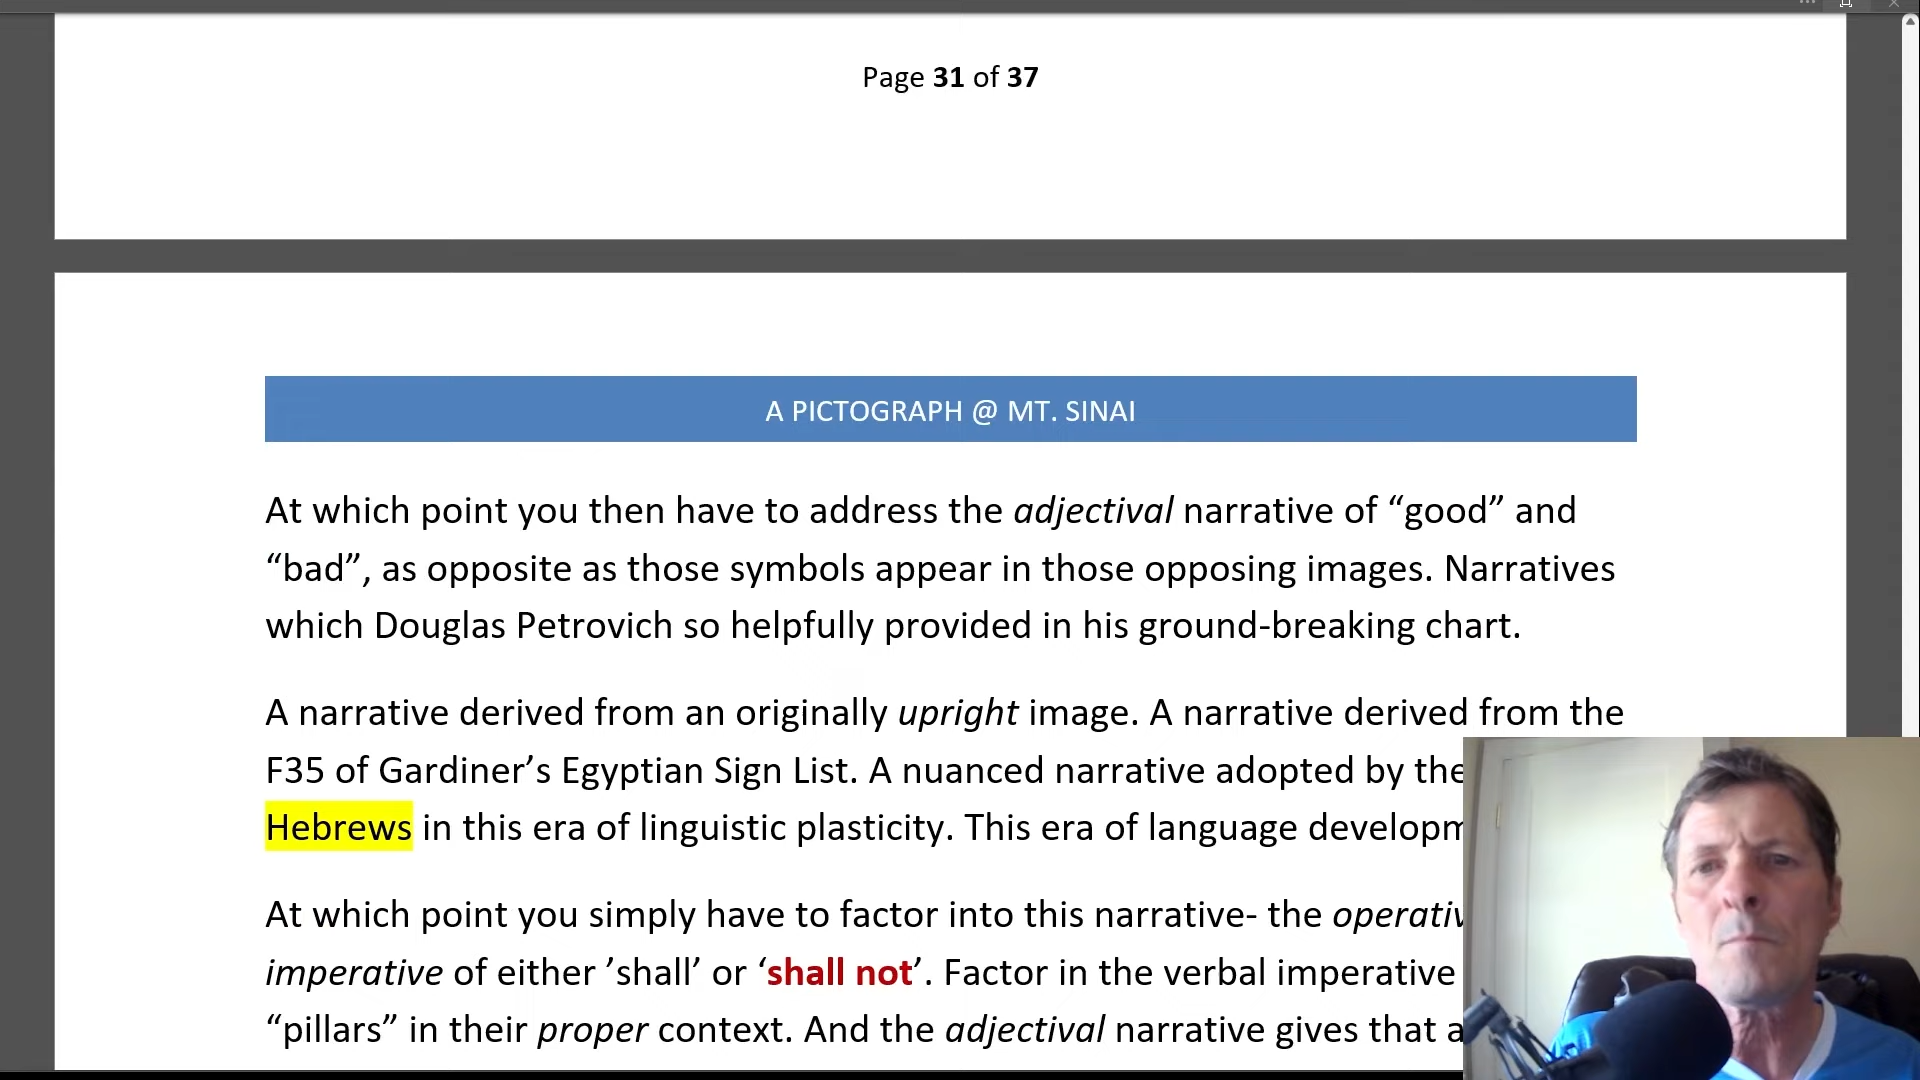 Page 31 of 37
A PICTOGRAPH @ MT. SINAI
At which point you then have to address the adjectival narrative of “good” and
“bad”, as opposite as those symbols appear in those opposing images. Narratives
which Douglas Petrovich so helpfully provided in his ground-breaking chart.
A narrative derived from an originally upright image. A narrative derived from the
F35 of Gardiner’s Egyptian Sign List. A nuanced narrative adopted by the
Hebrews in this era of linguistic plasticity. This era of language
At which point you simply have to factor into this narrative- the
imperative of either ’shall’ or ‘shall not’. Factor in the verbal imperative
“pillars” in their proper context. And the adjectival narrative gives that